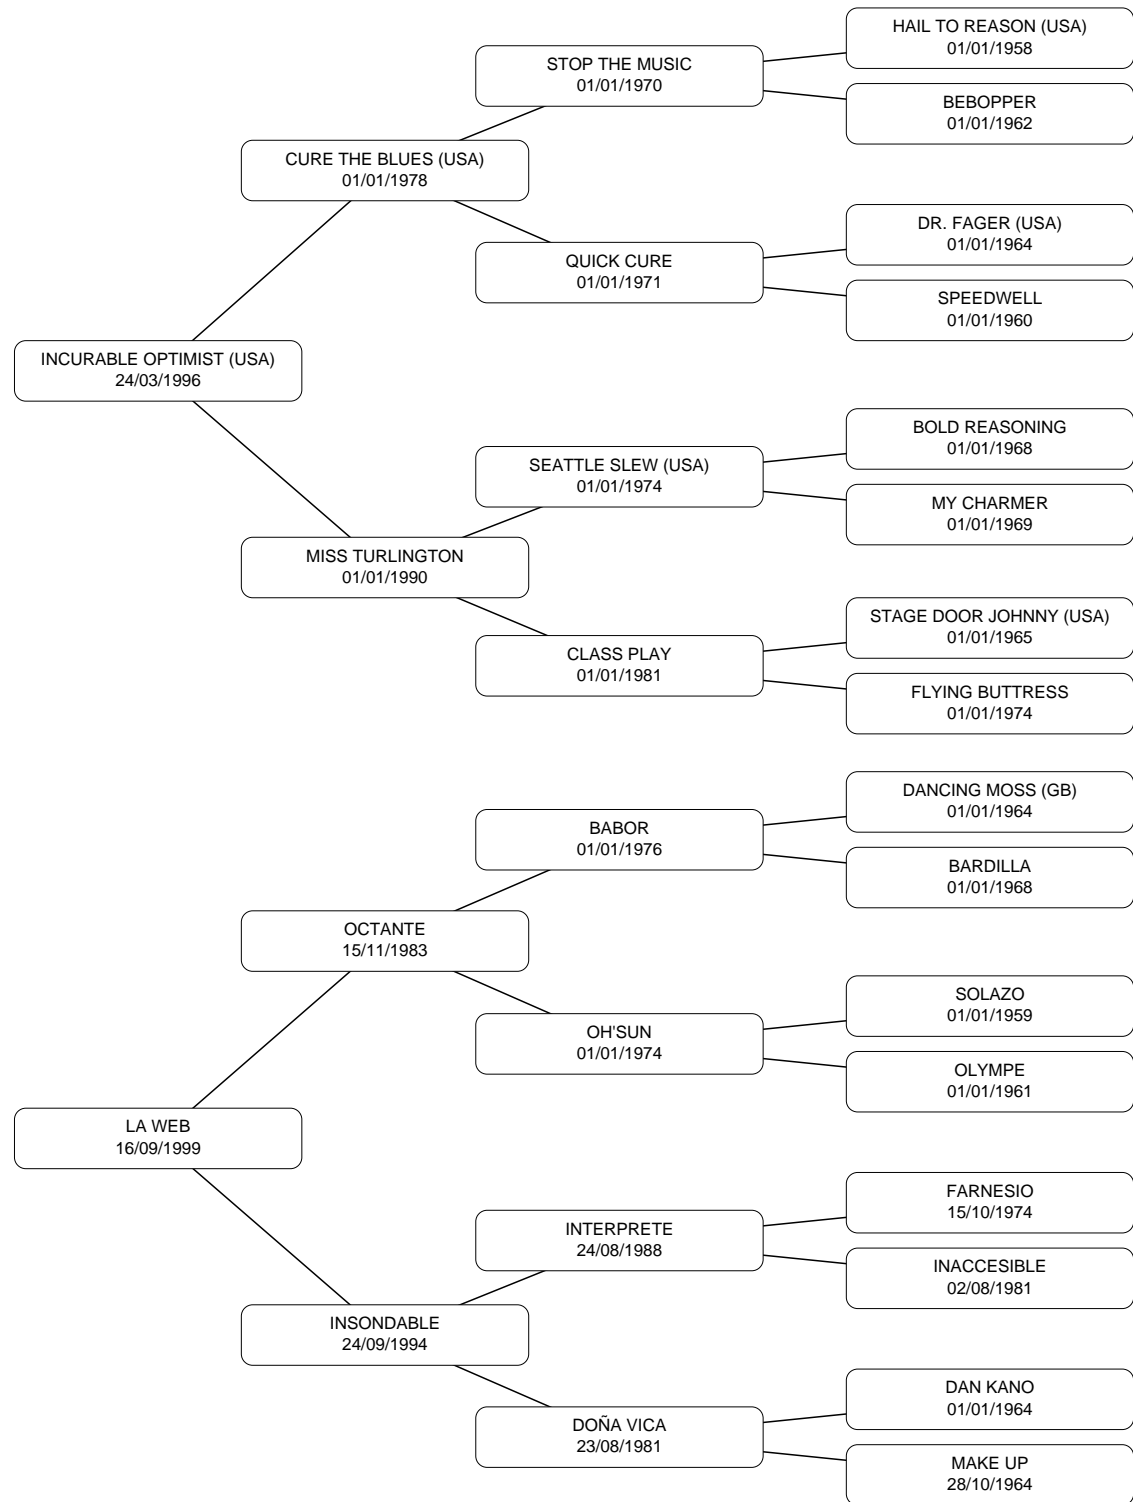 HAIL TO REASON (USA)
01/01/1958
STOP THE MUSIC
01/01/1970
BEBOPPER
01/01/1962
CURE THE BLUES (USA)
01/01/1978
DR. FAGER (USA)
01/01/1964
QUICK CURE
01/01/1971
SPEEDWELL
01/01/1960
INCURABLE OPTIMIST (USA)
24/03/1996
BOLD REASONING
01/01/1968
SEATTLE SLEW (USA)
01/01/1974
MY CHARMER
01/01/1969
MISS TURLINGTON
01/01/1990
STAGE DOOR JOHNNY (USA)
01/01/1965
CLASS PLAY
01/01/1981
FLYING BUTTRESS
01/01/1974
DANCING MOSS (GB)
01/01/1964
BABOR
01/01/1976
BARDILLA
01/01/1968
OCTANTE
15/11/1983
SOLAZO
01/01/1959
OH'SUN
01/01/1974
OLYMPE
01/01/1961
LA WEB
16/09/1999
FARNESIO
15/10/1974
INTERPRETE
24/08/1988
INACCESIBLE
02/08/1981
INSONDABLE
24/09/1994
DAN KANO
01/01/1964
DOÑA VICA
23/08/1981
MAKE UP
28/10/1964